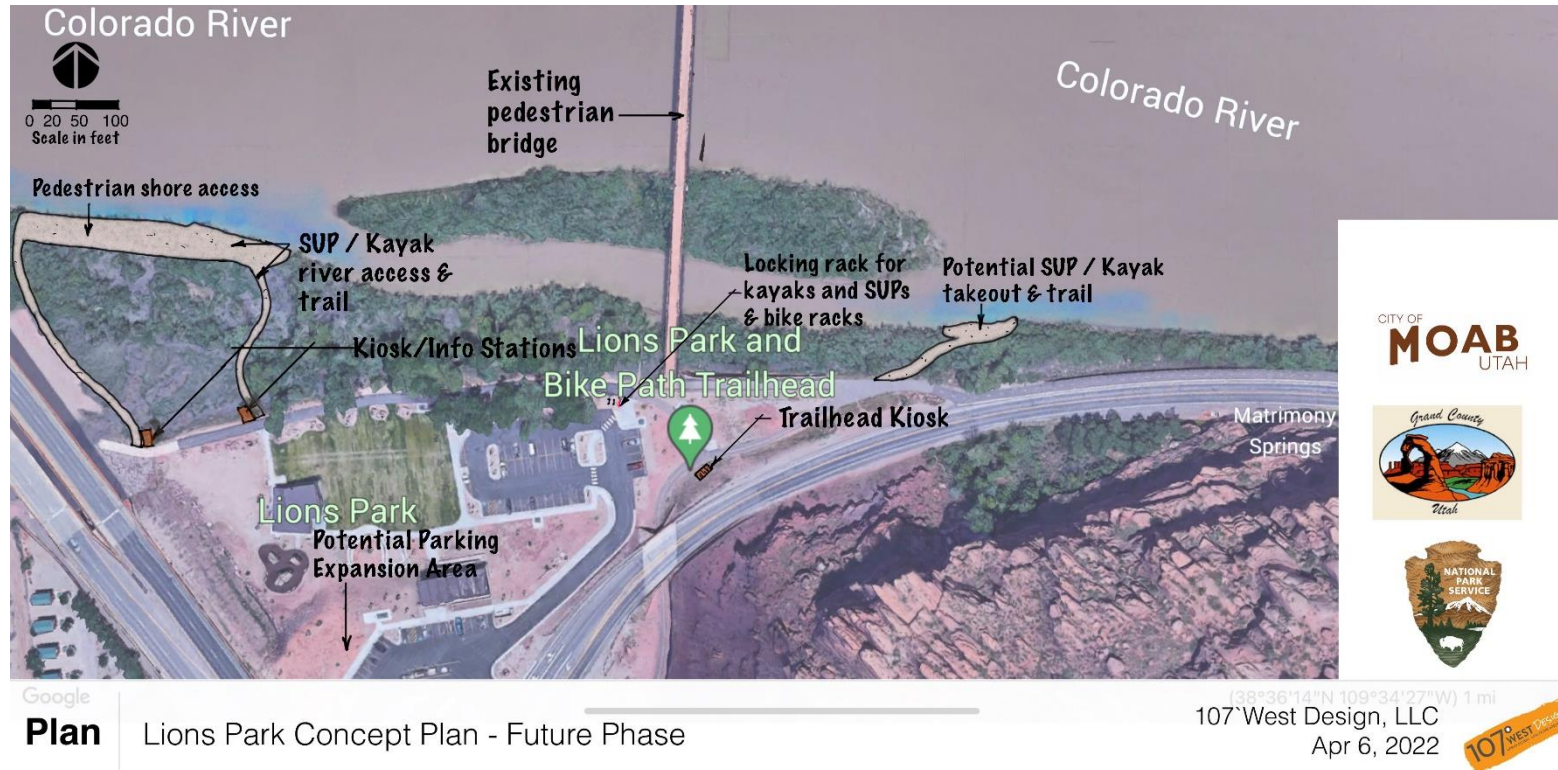 Colorado River
0 20 50 100
Scale in feet
Existing
pedestrian
bridge
Colorado River
Pedestrian shore access
SUP / Kayak
river access &
trail
Locking rack for
kayaks and SUPs
& bike racks
Potential SUP / Kayak
takeout & trail
Kiosk/Info Stations
Lions Park and
Bike Path Trailhead
Trailhead Kiosk
Matrimony
Springs
Lions Park
Potential Parking
Expansion Area
CITY OF
MOAB
UTAH
Grand County
Utah
NATIONAL
PARK
SERVICE
Google
(38°36'14"N 109°34'27"W) 1 mi
Plan
Lions Park Concept Plan - Future Phase
107`West Design, LLC
Apr 6, 2022
107° WEST Design